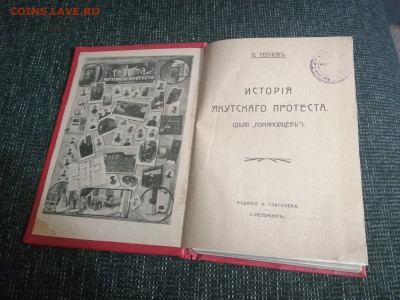 COINS.LAVE.RU
П. ТЕПЛОВЪ.
ИСТОРІЯ
ЯКУТСКАГО ПРОТЕСТА.
(ДѢЛО „РОМАНОВЦЕВЪ“).
ИЗДАНІЕ Н. ГЛАГОЛЕВА.
С.-ПЕТЕРБУРГЪ.